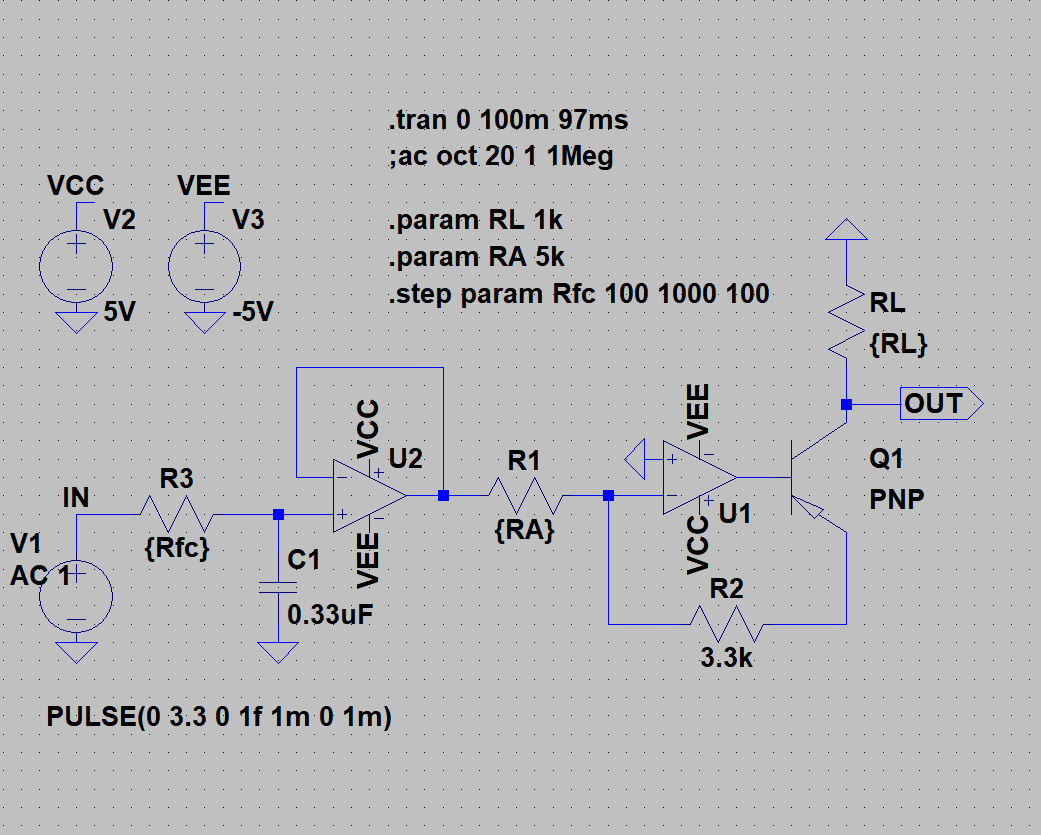 .tran 0 100m 97ms
;ac oct 20 1 1Meg
VCC
VEE
V2
V3
5V
-5V
.param RL 1k
.param RA 5k
.step param Rfc 100 1000 100
RL
{RL}
OUT
VCC
U2
VEE
R1
{RA}
VEE
U1
VCC
Q1
PNP
IN
R3
{Rfc}
V1
AC 1
C1
0.33uF
R2
3.3k
PULSE(0 3.3 0 1f 1m 0 1m)